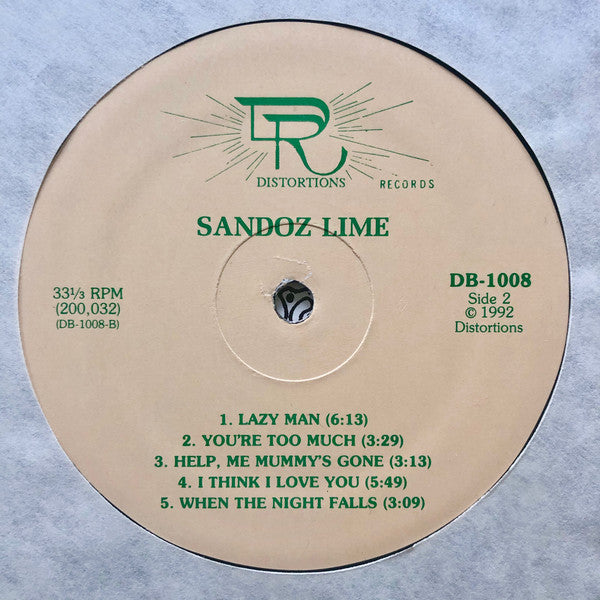 DR
DISTORTIONS RECORDS
SANDOZ LIME
33⅓ RPM
(200,032)
(DB-1008-B)
DB-1008
Side 2
© 1992
Distortions
1. LAZY MAN (6:13)
2. YOU'RE TOO MUCH (3:29)
3. HELP, ME MUMMY'S GONE (3:13)
4. I THINK I LOVE YOU (5:49)
5. WHEN THE NIGHT FALLS (3:09)